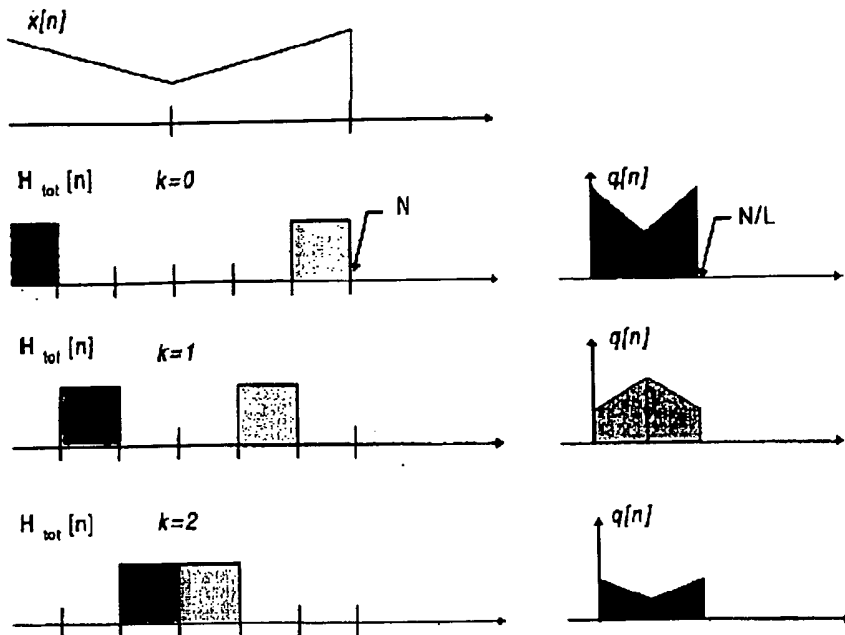 x[n]
H tot [n] k=0
N
q[n]
N/L
H tot [n] k=1
q[n]
H tot [n] k=2
q[n]